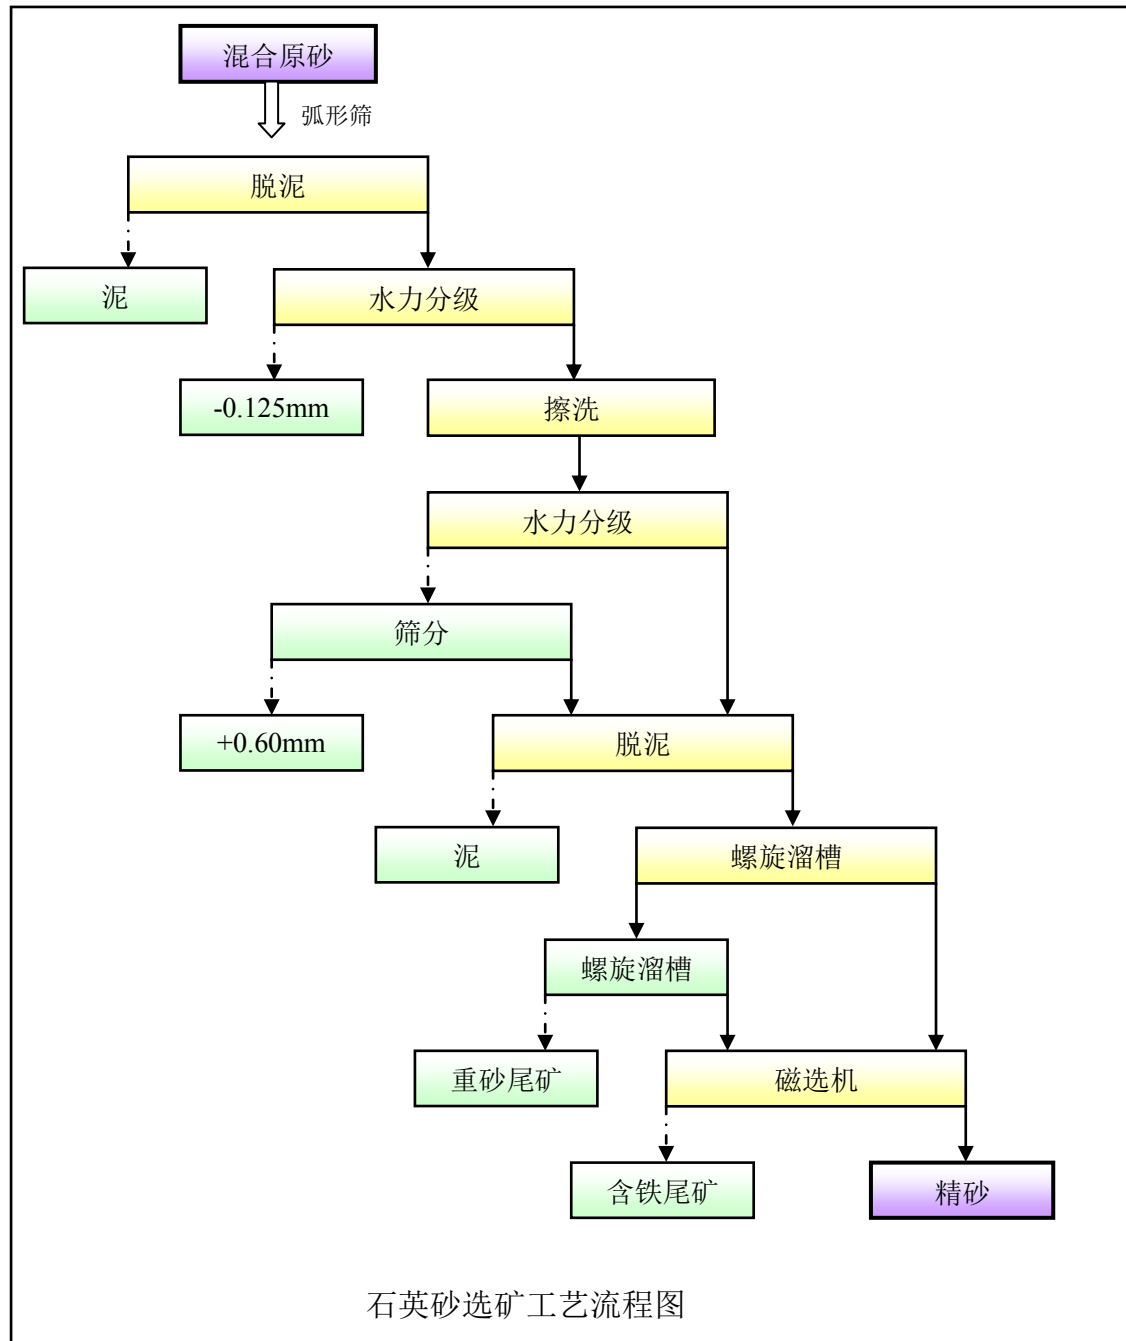 混合原砂
弧形筛
脱泥
泥
水力分级
-0.125mm
擦洗
水力分级
筛分
+0.60mm
脱泥
泥
螺旋溜槽
螺旋溜槽
重砂尾矿
磁选机
含铁尾矿
精砂
石英砂选矿工艺流程图